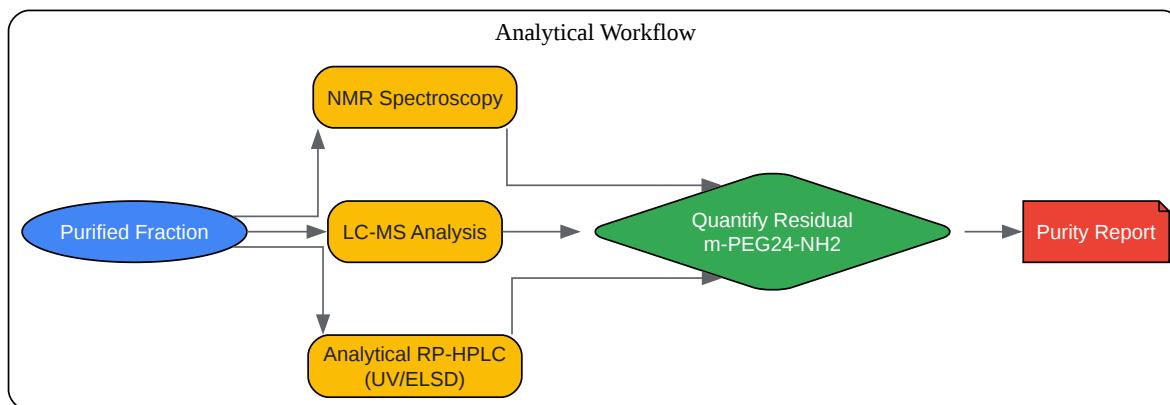 Analytical Workflow
NMR Spectroscopy
Purified Fraction
LC-MS Analysis
Quantify Residual
m-PEG24-NH2
Purity Report
Analytical RP-HPLC
(UV/ELSD)